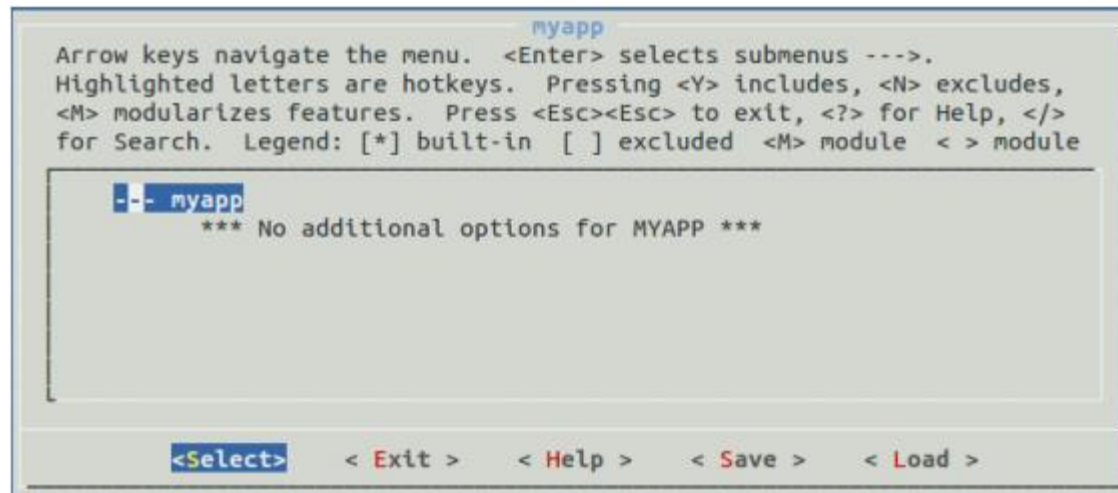 myapp
Arrow keys navigate the menu.  <Enter> selects submenus --->.
Highlighted letters are hotkeys.  Pressing <Y> includes, <N> excludes,
<M> modularizes features.  Press <Esc><Esc> to exit, <?> for Help, </>
for Search.  Legend: [*] built-in  [ ] excluded  <M> module  < > module
--- myapp
*** No additional options for MYAPP ***
<Select>    < Exit >    < Help >    < Save >    < Load >